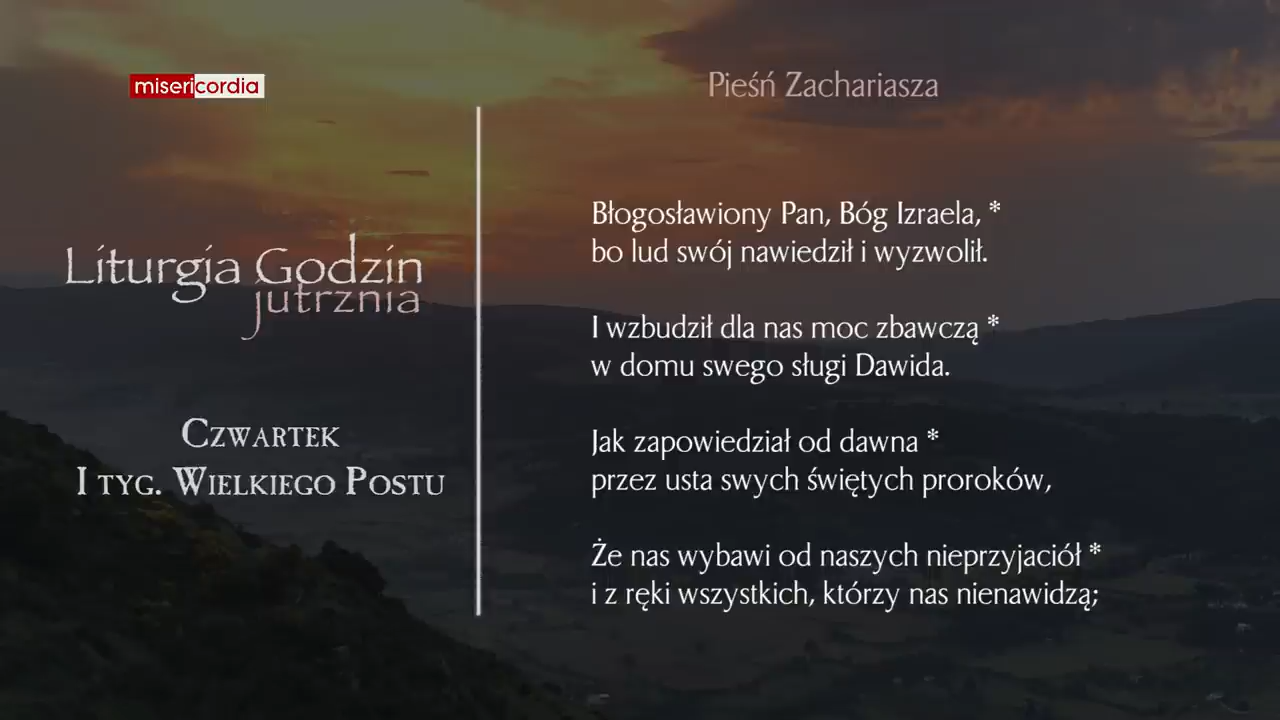 misericordia
Liturgia Godzin
jutrznia
Czwartek
I tyg. Wielkiego Postu
Pieśń Zachariasza
Błogosławiony Pan, Bóg Izraela, *
bo lud swój nawiedził i wyzwolił.
I wzbudził dla nas moc zbawczą *
w domu swego sługi Dawida.
Jak zapowiedział od dawna *
przez usta swych świętych proroków,
Że nas wybawi od naszych nieprzyjaciół *
i z ręki wszystkich, którzy nas nienawidzą;